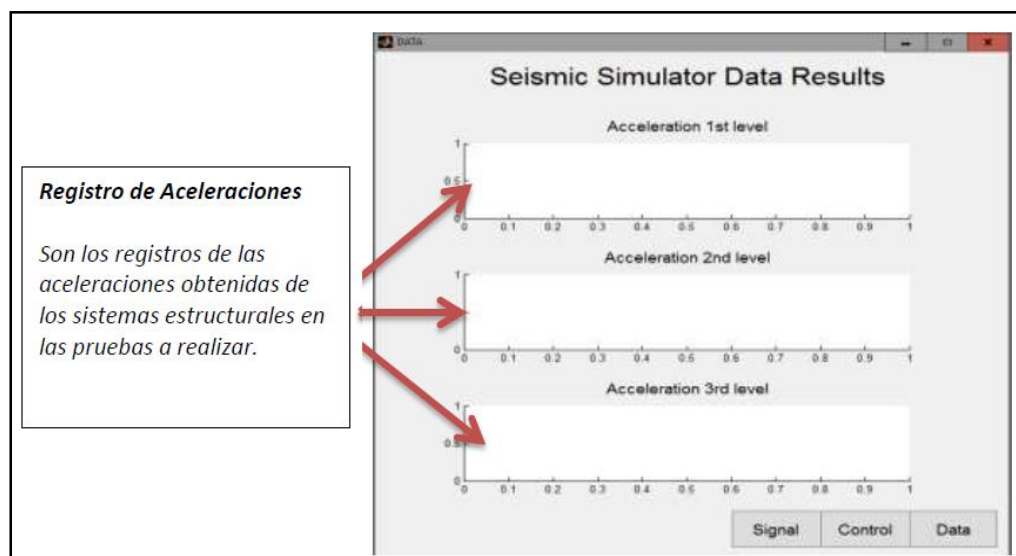 DATA
Seismic Simulator Data Results
Acceleration 1st level
1
0.5
0
0 0.1 0.2 0.3 0.4 0.5 0.6 0.7 0.8 0.9 1
Registro de Aceleraciones
Son los registros de las
aceleraciones obtenidas de
los sistemas estructurales en
las pruebas a realizar.
Acceleration 2nd level
1
0
0 0.1 0.2 0.3 0.4 0.5 0.6 0.7 0.8 0.9 1
Acceleration 3rd level
1
0.5
0
0 0.1 0.2 0.3 0.4 0.5 0.6 0.7 0.8 0.9 1
Signal Control Data